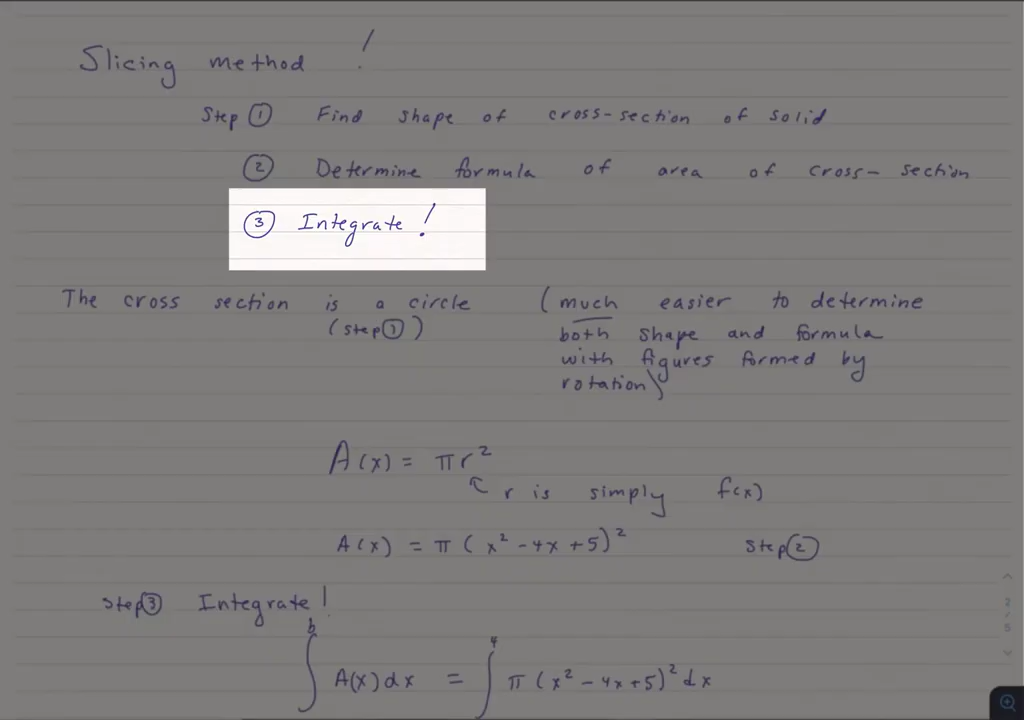 Slicing method !
Step ① Find shape of cross-section of solid
② Determine formula of area of cross-section
③ Integrate!
The cross section is a circle (much easier to determine
(step①) both shape and formula
with figures formed by
rotation)
A(x) = πr²
r is simply f(x)
A(x) = π(x² - 4x + 5)² step②
step③ Integrate!
∫ᵇ A(x)dx = ∫⁴ π(x² - 4x + 5)² dx
2/5